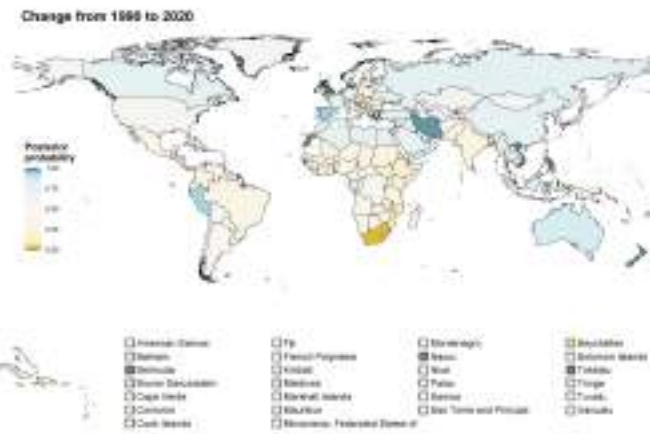 Change from 1990 to 2020
Posterior
probability
American Samoa
Bahrain
Bermuda
Brunei Darussalam
Cape Verde
Comoros
Cook Islands
Fiji
French Polynesia
Kiribati
Maldives
Marshall Islands
Mauritius
Micronesia, Federated States of
Montenegro
Nauru
Niue
Palau
Samoa
Sao Tome and Principe
Seychelles
Solomon Islands
Tokelau
Tonga
Tuvalu
Vanuatu